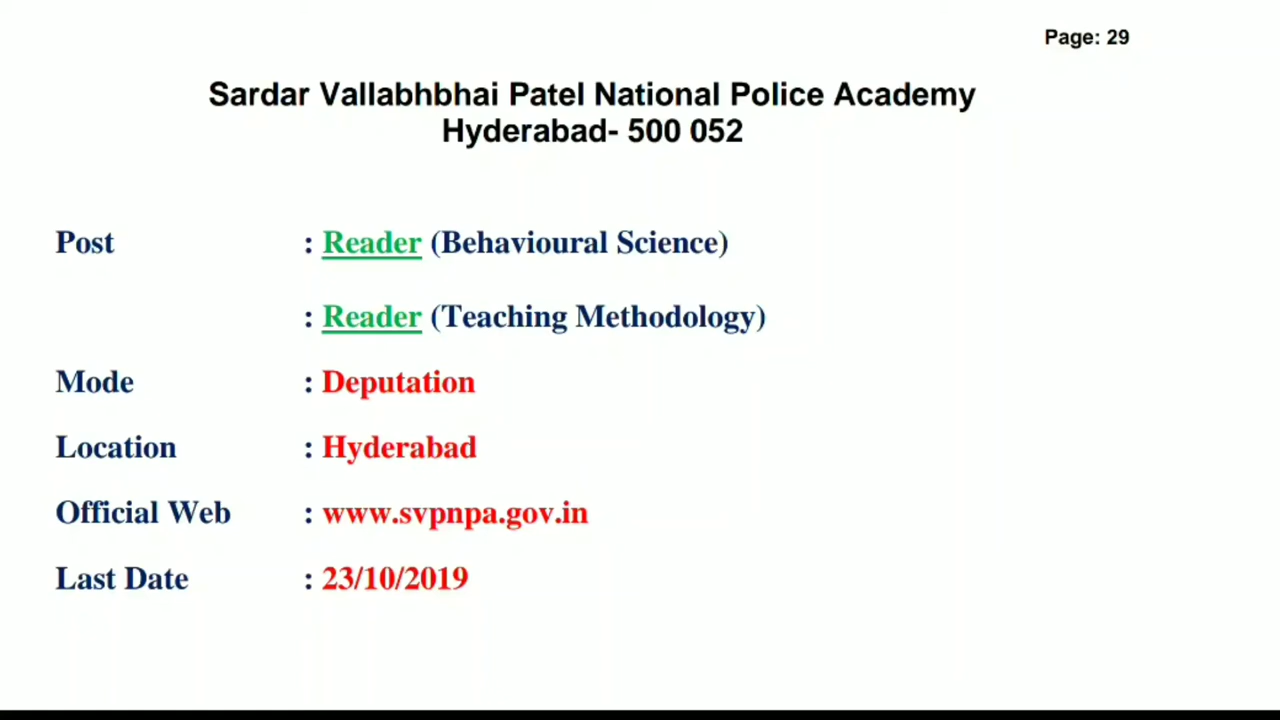 Page: 29
Sardar Vallabhbhai Patel National Police Academy
Hyderabad- 500 052
Post : Reader (Behavioural Science)
: Reader (Teaching Methodology)
Mode : Deputation
Location : Hyderabad
Official Web : www.svpnpa.gov.in
Last Date : 23/10/2019